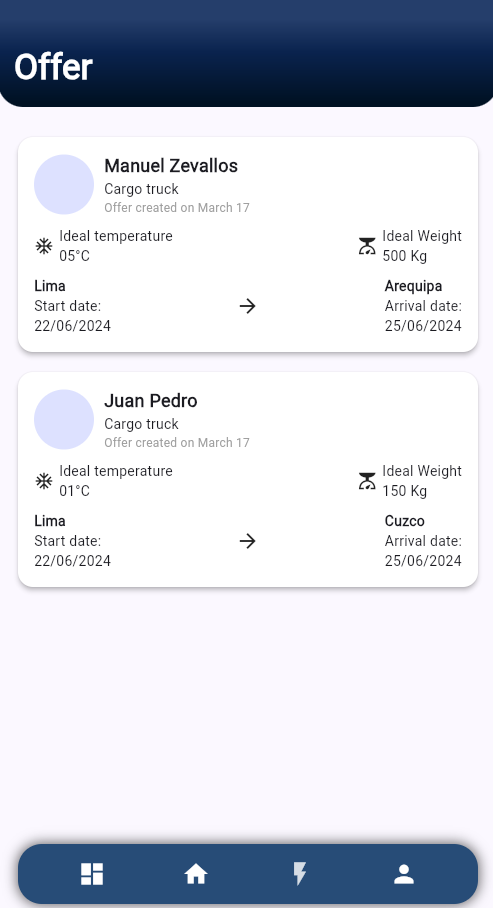 Offer
Manuel Zevallos
Cargo truck
Offer created on March 17
Ideal temperature
05°C
Ideal Weight
500 Kg
Lima
Start date:
22/06/2024
Arequipa
Arrival date:
25/06/2024
Juan Pedro
Cargo truck
Offer created on March 17
Ideal temperature
01°C
Ideal Weight
150 Kg
Lima
Start date:
22/06/2024
Cuzco
Arrival date:
25/06/2024